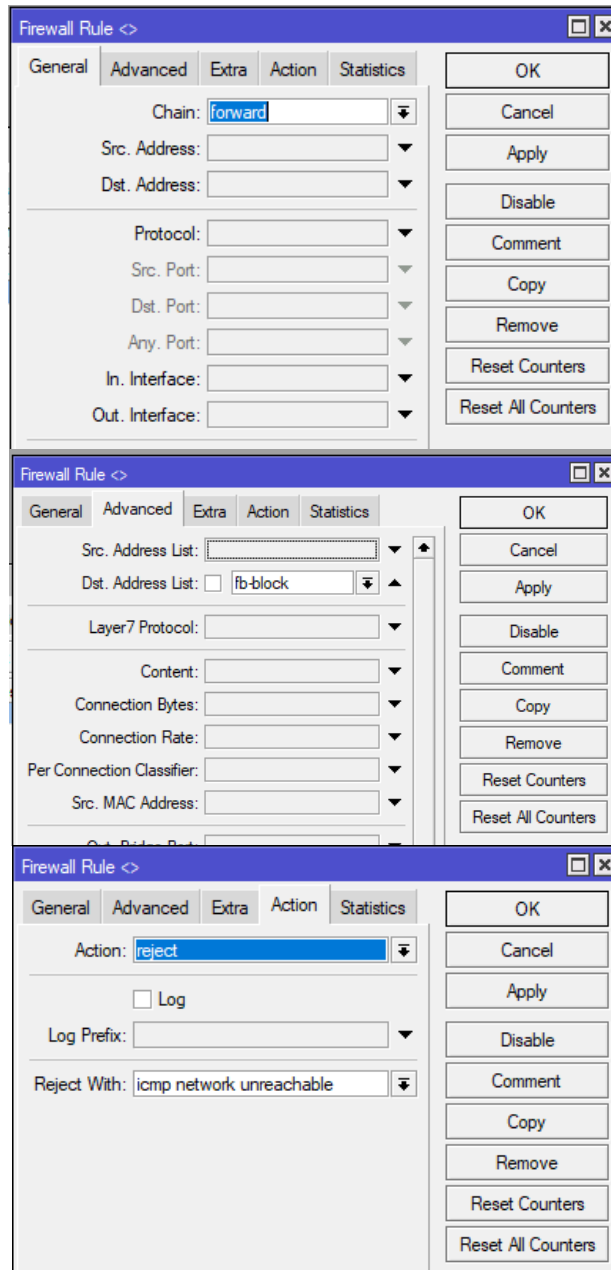 Firewall Rule <>
General Advanced Extra Action Statistics
OK
Chain: forward
Cancel
Src. Address:
Apply
Dst. Address:
Disable
Protocol:
Comment
Src. Port:
Copy
Dst. Port:
Remove
Any. Port:
Reset Counters
In. Interface:
Reset All Counters
Out. Interface:
Firewall Rule <>
General Advanced Extra Action Statistics
OK
Src. Address List:
Cancel
Dst. Address List: fb-block
Apply
Layer7 Protocol:
Disable
Content:
Comment
Connection Bytes:
Copy
Connection Rate:
Remove
Per Connection Classifier:
Reset Counters
Src. MAC Address:
Reset All Counters
Out. Bridge Port:
Firewall Rule <>
General Advanced Extra Action Statistics
OK
Action: reject
Cancel
Log
Apply
Log Prefix:
Disable
Reject With: icmp network unreachable
Comment
Copy
Remove
Reset Counters
Reset All Counters